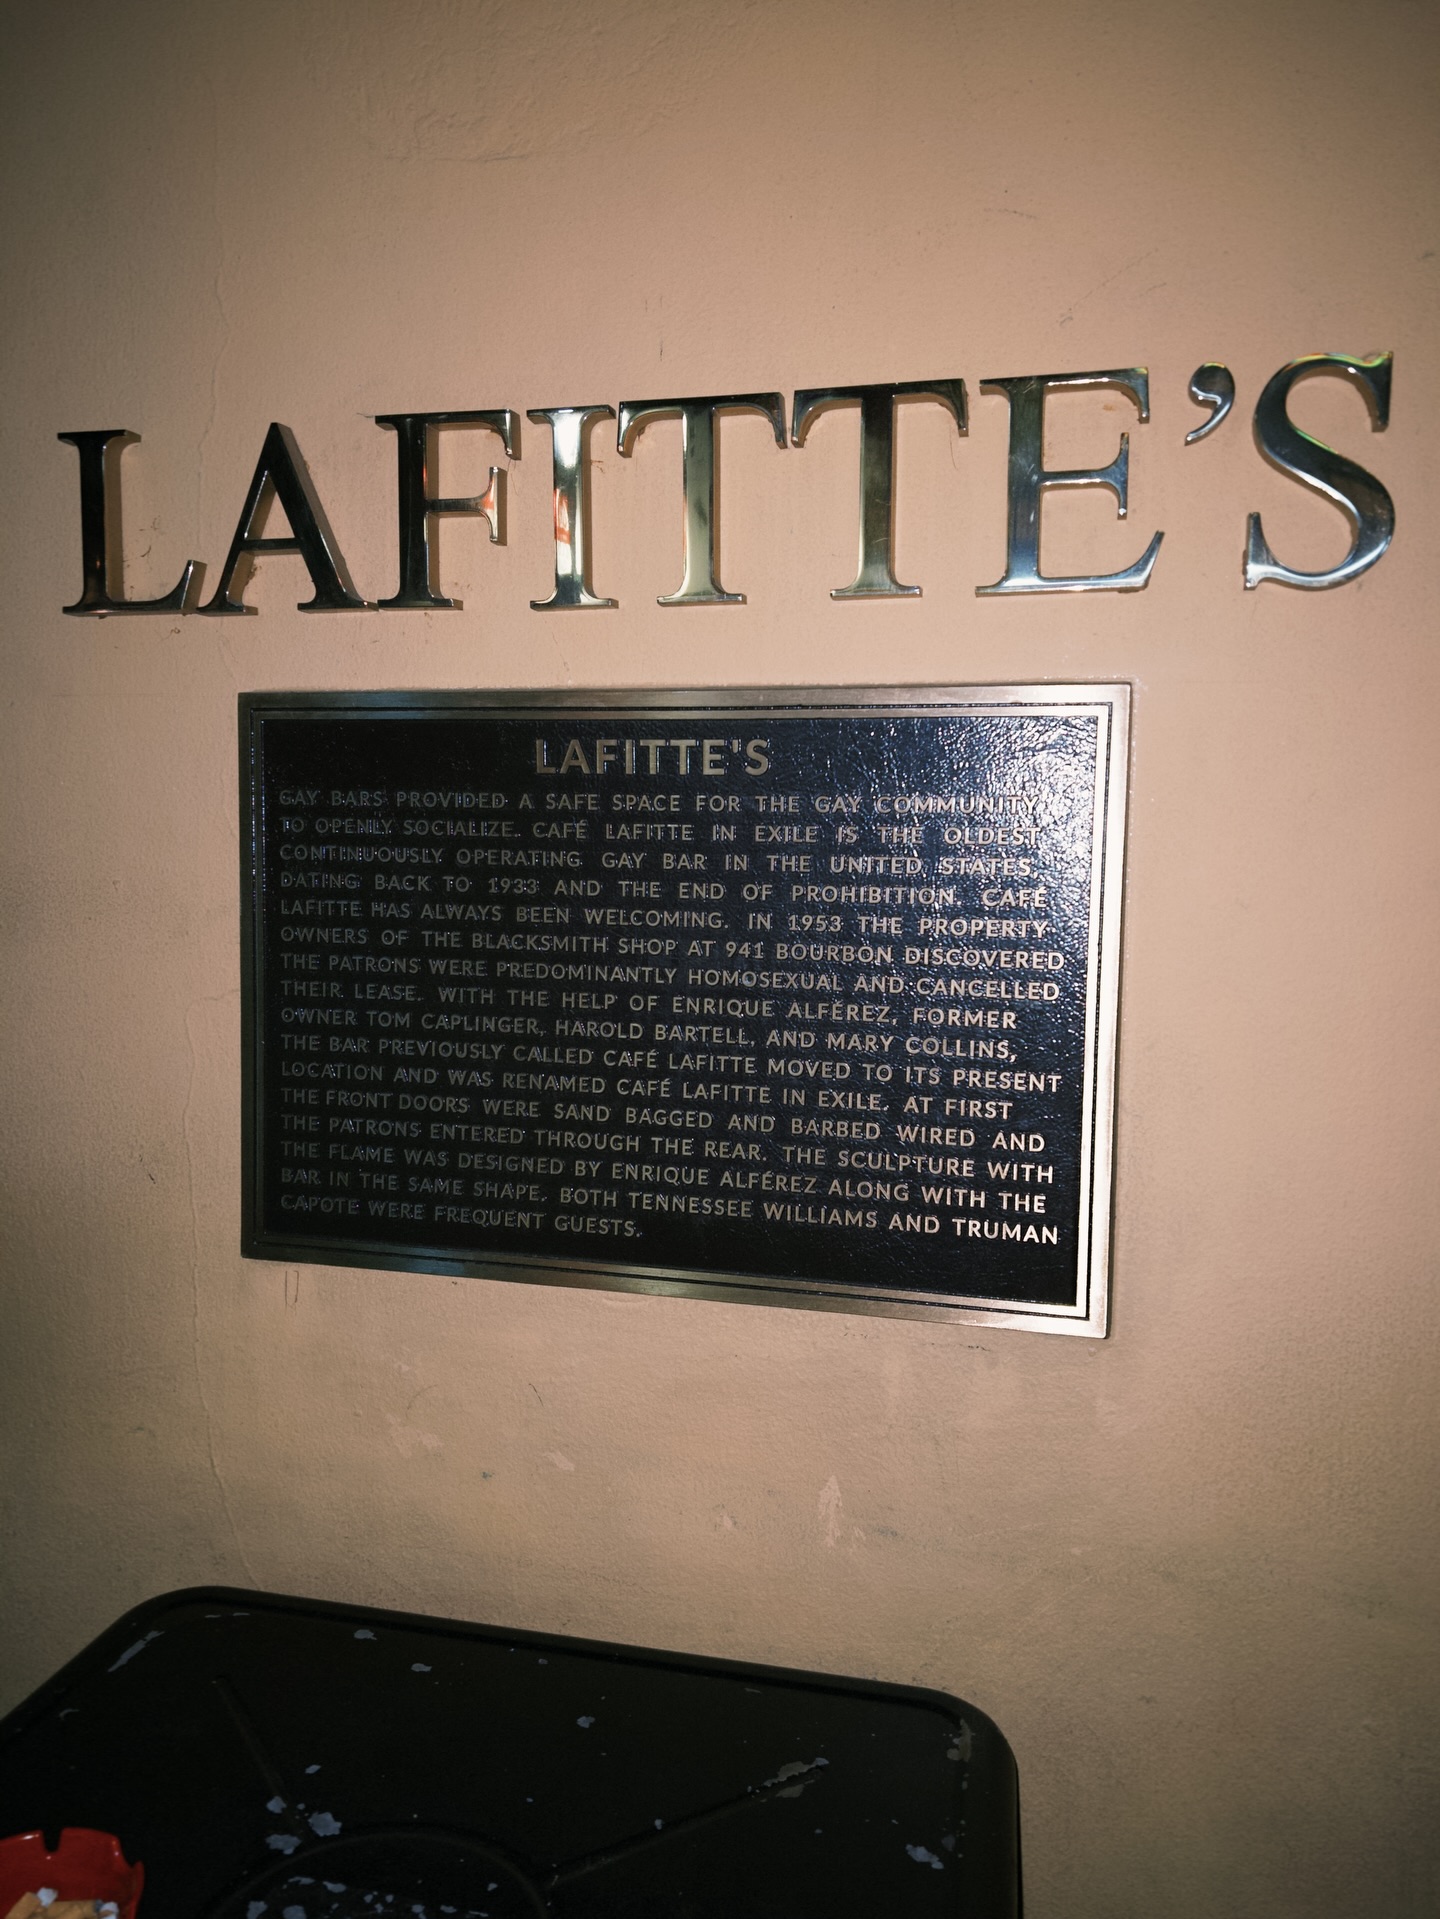 LAFITTE'S
LAFITTE'S
GAY BARS PROVIDED A SAFE SPACE FOR THE GAY COMMUNITY
TO OPENLY SOCIALIZE. CAFÉ LAFITTE IN EXILE IS THE OLDEST
CONTINUOUSLY OPERATING GAY BAR IN THE UNITED STATES,
DATING BACK TO 1933 AND THE END OF PROHIBITION. CAFÉ
LAFITTE HAS ALWAYS BEEN WELCOMING. IN 1953 THE PROPERTY
OWNERS OF THE BLACKSMITH SHOP AT 941 BOURBON DISCOVERED
THE PATRONS WERE PREDOMINANTLY HOMOSEXUAL AND CANCELLED
THEIR LEASE. WITH THE HELP OF ENRIQUE ALFÉREZ, FORMER
OWNER TOM CAPLINGER, HAROLD BARTELL, AND MARY COLLINS,
THE BAR PREVIOUSLY CALLED CAFÉ LAFITTE MOVED TO ITS PRESENT
LOCATION AND WAS RENAMED CAFÉ LAFITTE IN EXILE. AT FIRST
THE FRONT DOORS WERE SAND BAGGED AND BARBED WIRED AND
THE PATRONS ENTERED THROUGH THE REAR. THE SCULPTURE WITH
THE FLAME WAS DESIGNED BY ENRIQUE ALFÉREZ ALONG WITH THE
BAR IN THE SAME SHAPE. BOTH TENNESSEE WILLIAMS AND TRUMAN
CAPOTE WERE FREQUENT GUESTS.